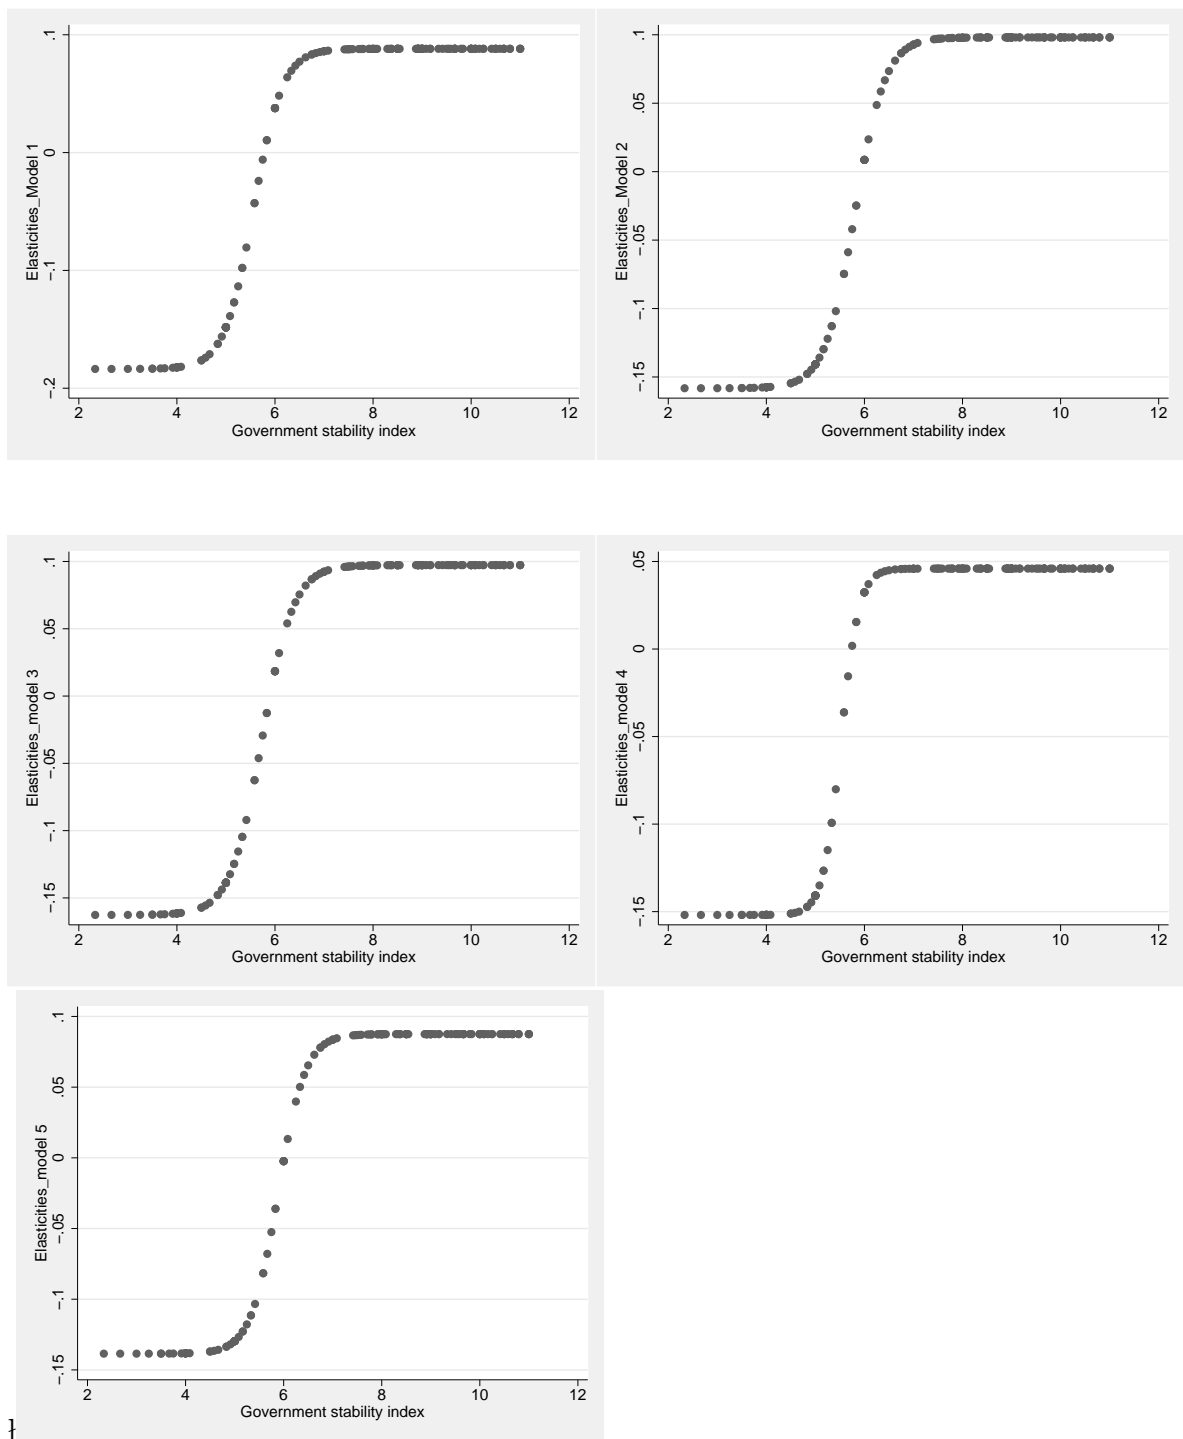 Elasticities_Model 1
.1
0
−.1
−.2
2 4 6 8 10 12
Government stability index
Elasticities_Model 2
.1
.05
0
−.05
−.1
−.15
2 4 6 8 10 12
Government stability index
Elasticities_model 3
.1
.05
0
−.05
−.1
−.15
2 4 6 8 10 12
Government stability index
Elasticities_model 4
.05
0
−.05
−.1
−.15
2 4 6 8 10 12
Government stability index
Elasticities_model 5
.1
.05
0
−.05
−.1
−.15
2 4 6 8 10 12
Government stability index